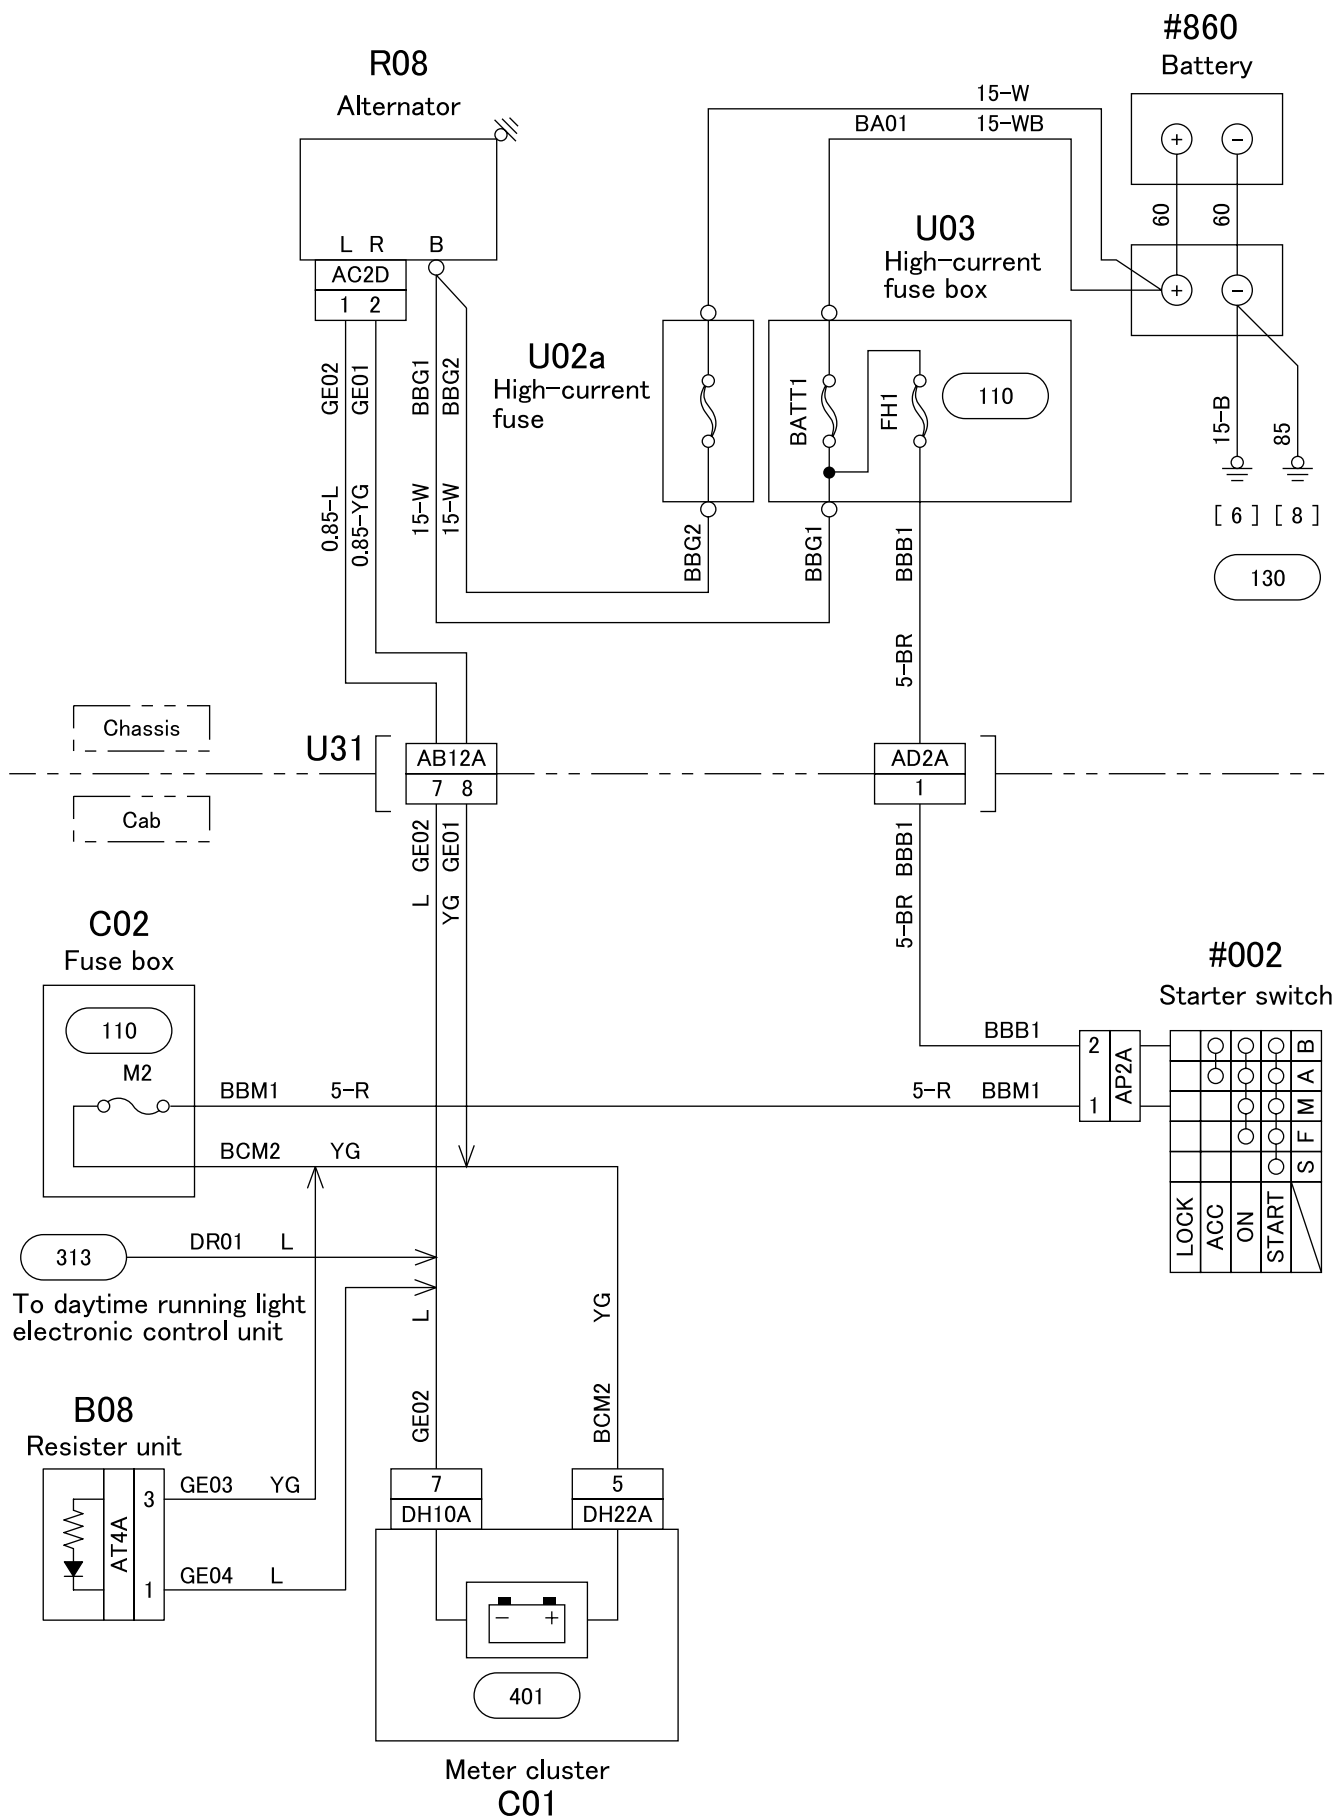 #860
Battery
R08
Alternator
15-W
BA01 15-WB
+ -
60 60
U03
High-current
fuse box
L R B
AC2D
1 2
+ -
U02a
High-current
fuse
GE02 GE01 BBG1 BBG2
BATT1 FH1
110
15-B 85
0.85-L 0.85-YG 15-W 15-W
[ 6 ] [ 8 ]
BBG2 BBG1 BBB1
130
5-BR
Chassis
U31
AB12A
7 8
AD2A
1
Cab
L GE02
YG GE01
5-BR BBB1
C02
Fuse box
#002
Starter switch
110
M2
BBB1
2
1
AP2A
B
A
M
F
S
LOCK
ACC
ON
START
BBM1 5-R
5-R BBM1
BCM2 YG
DR01 L
313
To daytime running light
electronic control unit
L YG
GE02 BCM2
B08
Resister unit
AT4A
3
GE03 YG
1
GE04 L
7
DH10A
5
DH22A
- +
401
Meter cluster
C01